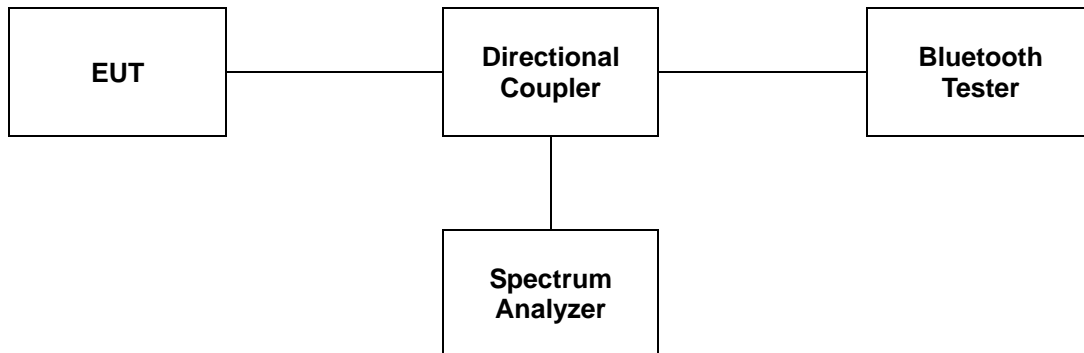 EUT
Directional
Coupler
Bluetooth
Tester
Spectrum
Analyzer